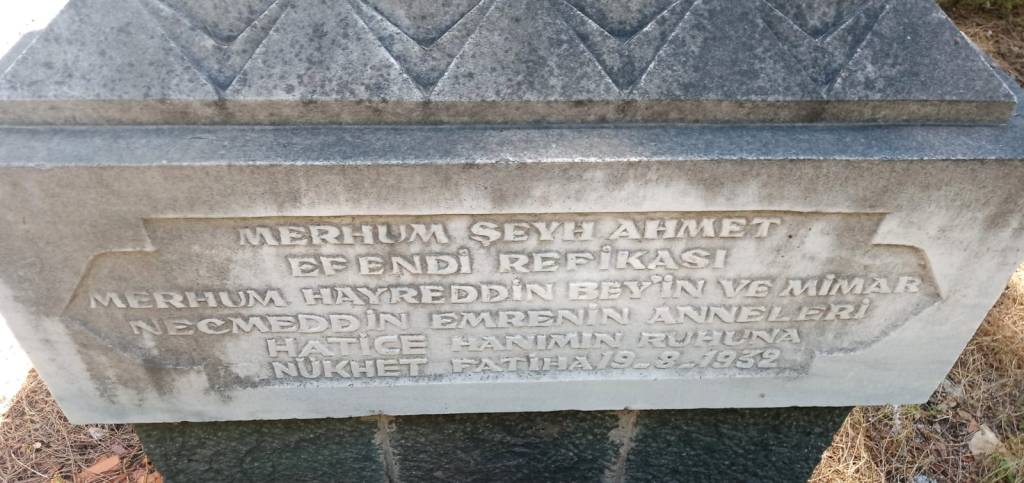 MERHUM ŞEYH AHMET
EFENDİ REFİKASI
MERHUM HAYREDDİN BEY'İN VE MİMAR
NECMEDDİN EMRENİN ANNELERİ
HATİCE HANIMIN RUHUNA
NÜKHET FATİHA 19-8-1932